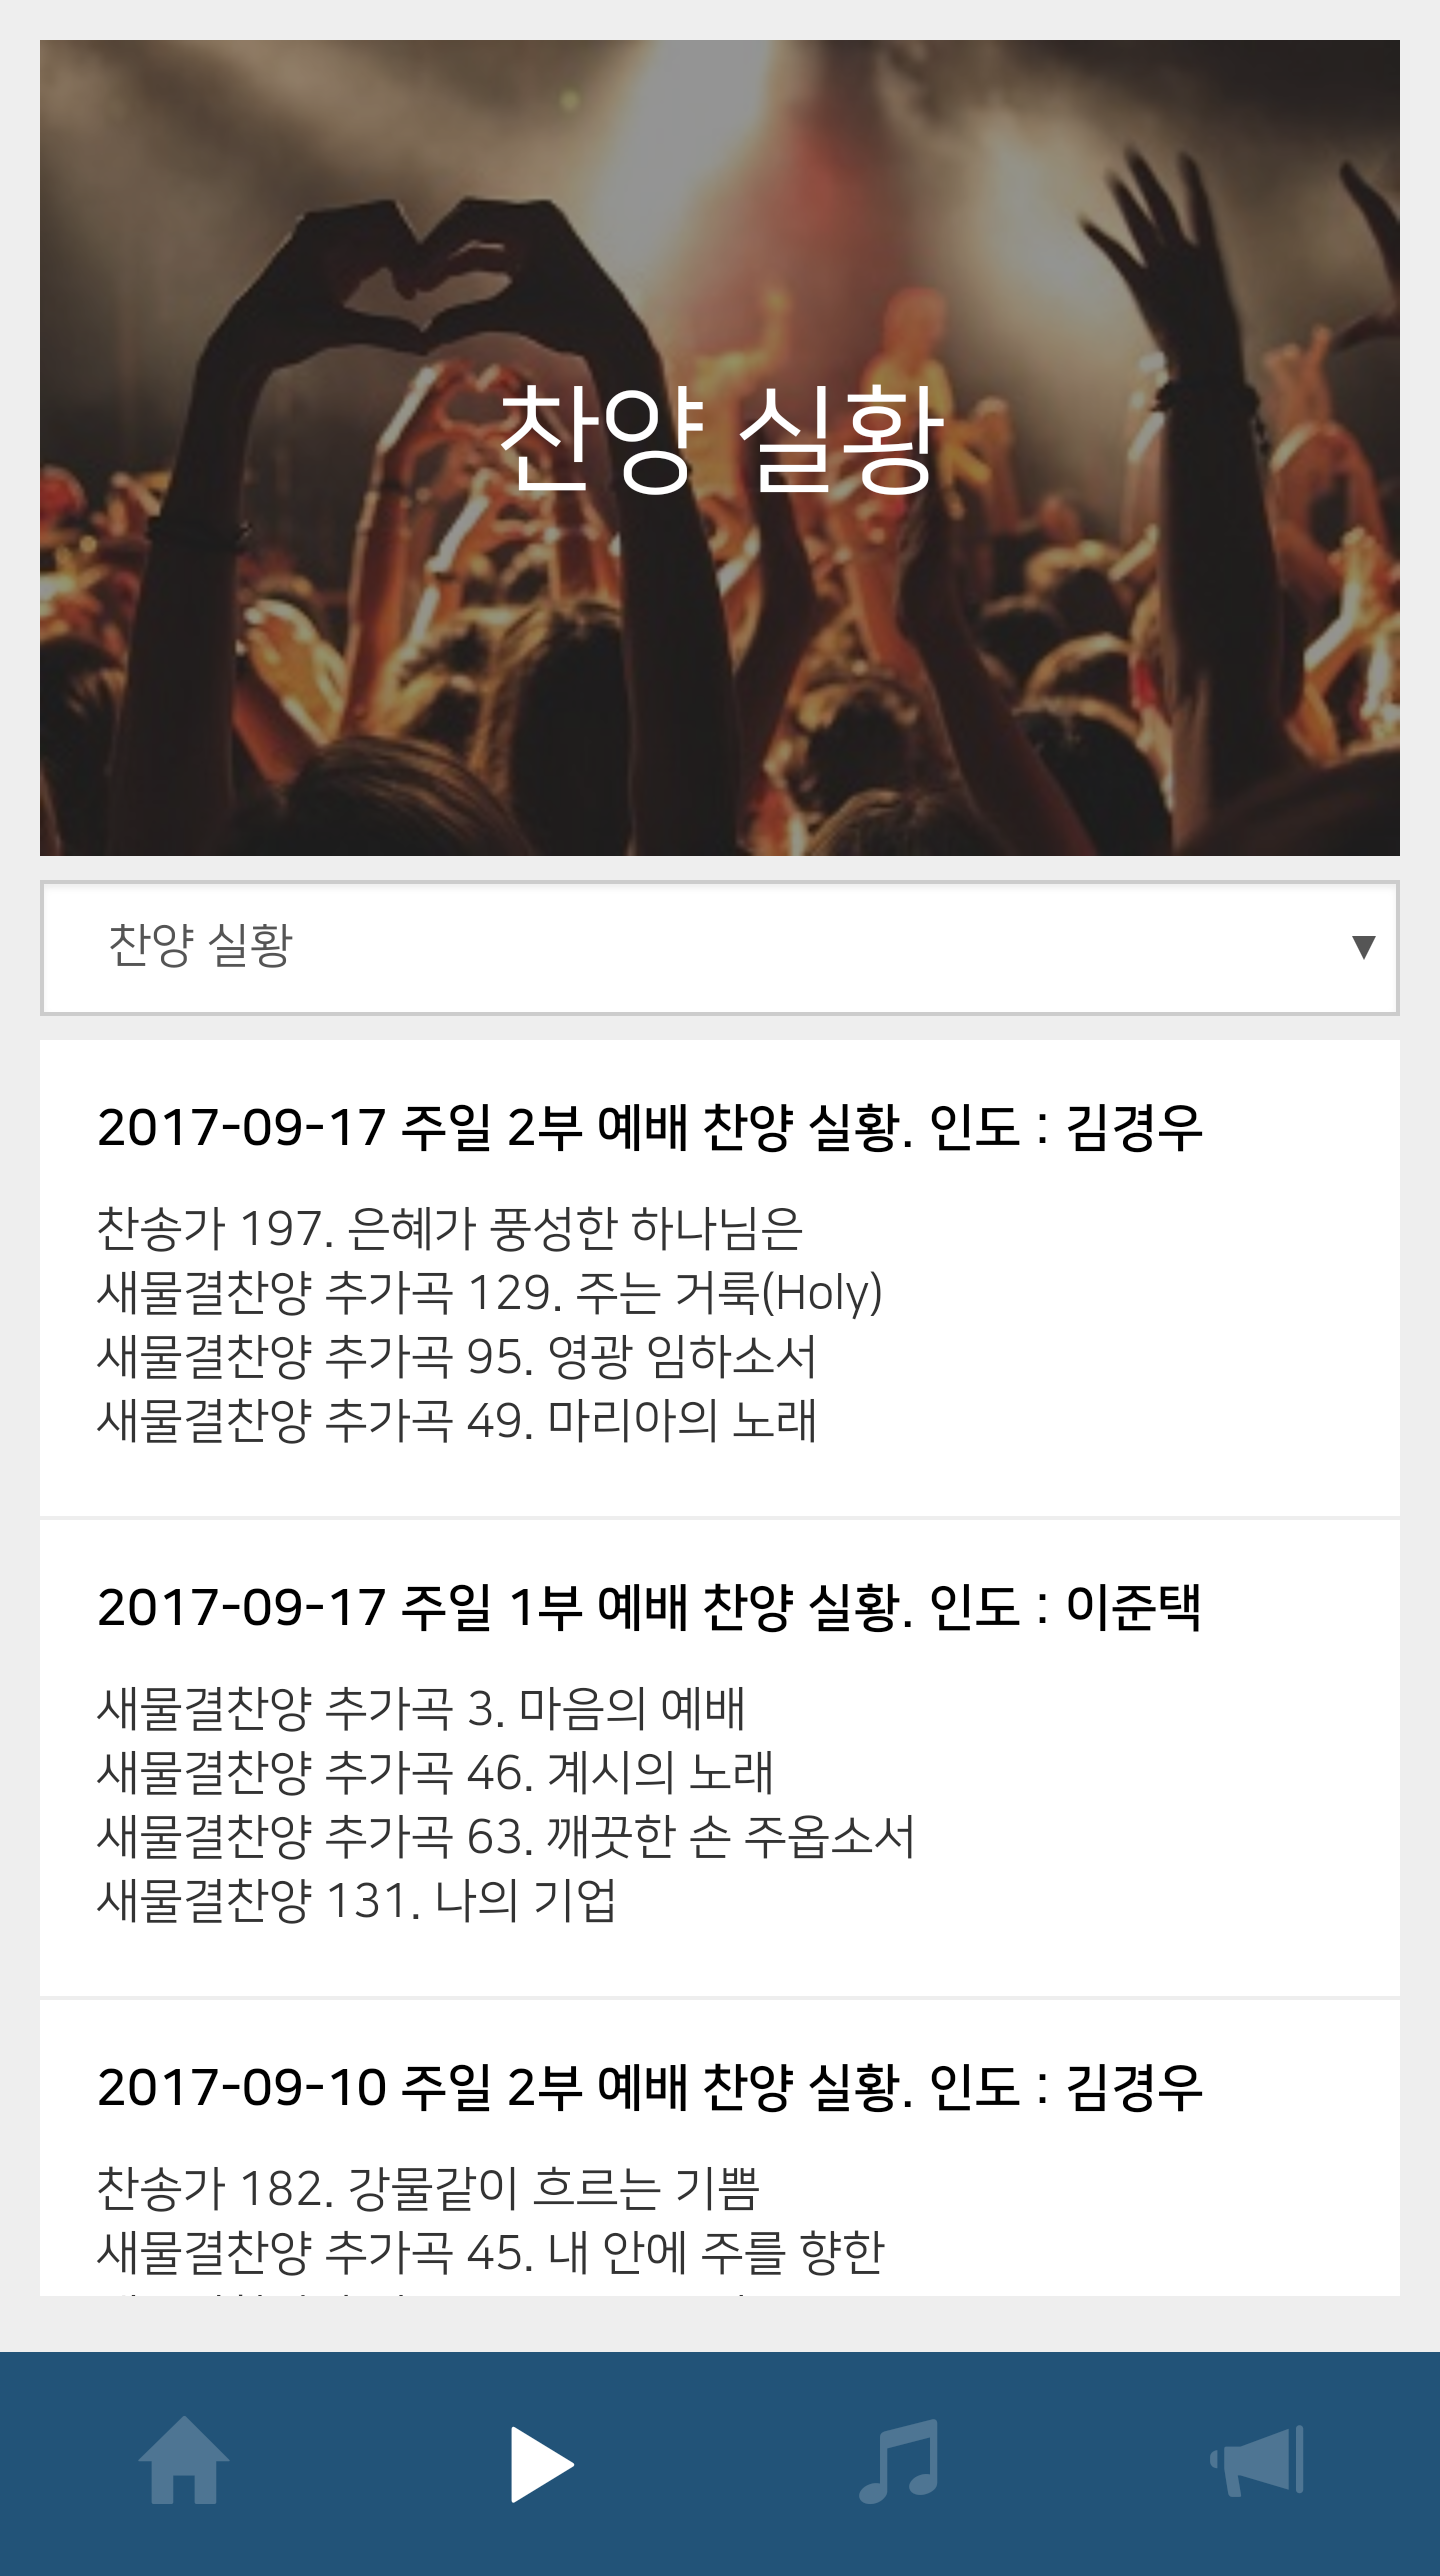 찬양 실황
찬양 실황
2017-09-17 주일 2부 예배 찬양 실황. 인도 : 김경우
찬송가 197. 은혜가 풍성한 하나님은
새물결찬양 추가곡 129. 주는 거룩(Holy)
새물결찬양 추가곡 95. 영광 임하소서
새물결찬양 추가곡 49. 마리아의 노래
2017-09-17 주일 1부 예배 찬양 실황. 인도 : 이준택
새물결찬양 추가곡 3. 마음의 예배
새물결찬양 추가곡 46. 계시의 노래
새물결찬양 추가곡 63. 깨끗한 손 주옵소서
새물결찬양 131. 나의 기업
2017-09-10 주일 2부 예배 찬양 실황. 인도 : 김경우
찬송가 182. 강물같이 흐르는 기쁨
새물결찬양 추가곡 45. 내 안에 주를 향한